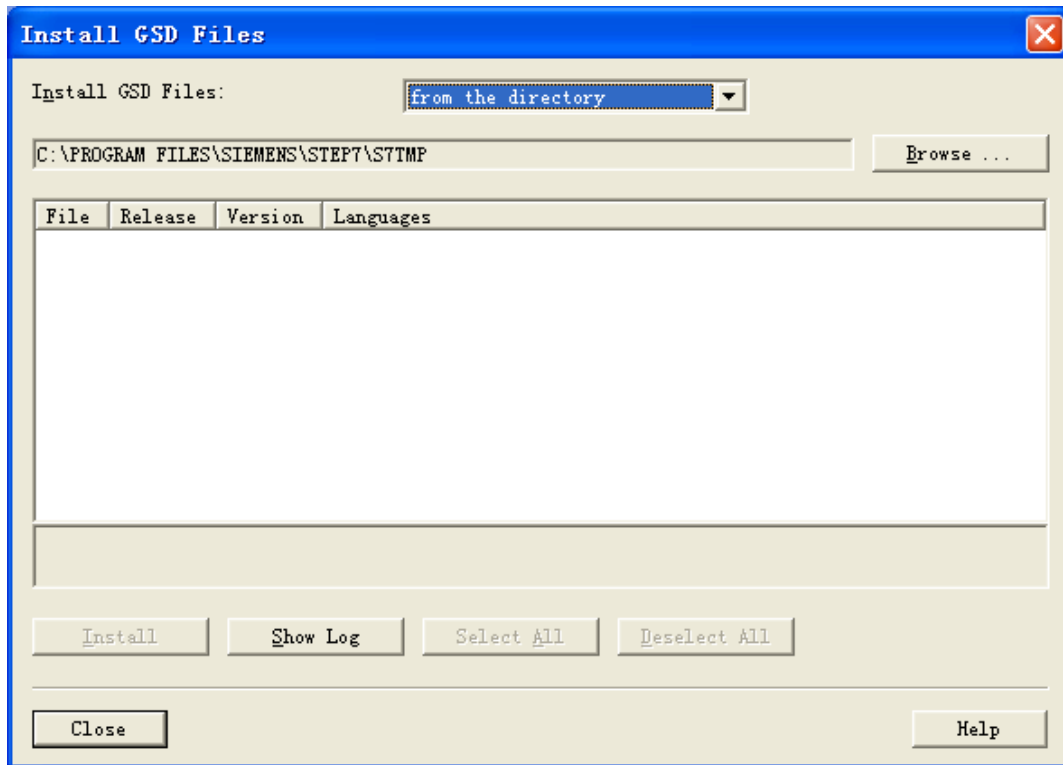 Install GSD Files
Install GSD Files:
from the directory
C:\PROGRAM FILES\SIEMENS\STEP7\S7TMP
Browse ...
File Release Version Languages
Install Show Log Select All Deselect All
Close Help